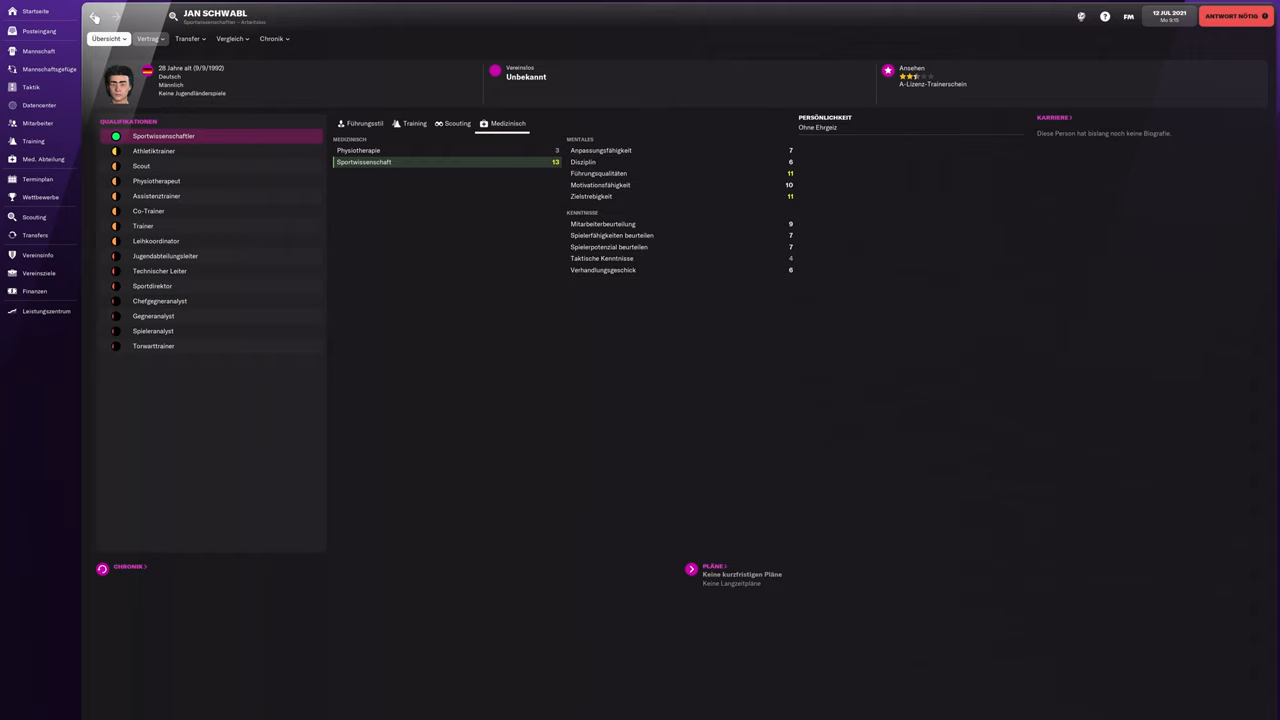 Startseite
JAN SCHWABL
Sportwissenschaftler - Arbeitslos
FM
12 JUL 2021
Mo 9:15
ANTWORT NÖTIG
Posteingang
Übersicht
Vertrag
Transfer
Vergleich
Chronik
Mannschaft
Mannschaftsgefüge
Taktik
Datencenter
Mitarbeiter
Training
Med. Abteilung
Terminplan
Wettbewerbe
Scouting
Transfers
Vereinsinfo
Vereinsziele
Finanzen
Leistungszentrum
28 Jahre alt (9/9/1992)
Deutsch
Männlich
Keine Jugendländerspiele
Vereinslos
Unbekannt
Ansehen
A-Lizenz-Trainerschein
QUALIFIKATIONEN
Sportwissenschaftler
Athletiktrainer
Scout
Physiotherapeut
Assistenztrainer
Co-Trainer
Trainer
Leihkoordinator
Jugendabteilungsleiter
Technischer Leiter
Sportdirektor
Chefgegneranalyst
Gegneranalyst
Spieleranalyst
Torwarttrainer
Führungsstil
Training
Scouting
Medizinisch
MEDIZINISCH
Physiotherapie 3
Sportwissenschaft 13
MENTALES
Anpassungsfähigkeit 7
Disziplin 6
Führungsqualitäten 11
Motivationsfähigkeit 10
Zielstrebigkeit 11
KENNTNISSE
Mitarbeiterbeurteilung 9
Spielerfähigkeiten beurteilen 7
Spielerpotenzial beurteilen 7
Taktische Kenntnisse 4
Verhandlungsgeschick 6
PERSÖNLICHKEIT
Ohne Ehrgeiz
KARRIERE >
Diese Person hat bislang noch keine Biografie.
CHRONIK >
PLÄNE >
Keine kurzfristigen Pläne
Keine Langzeitpläne